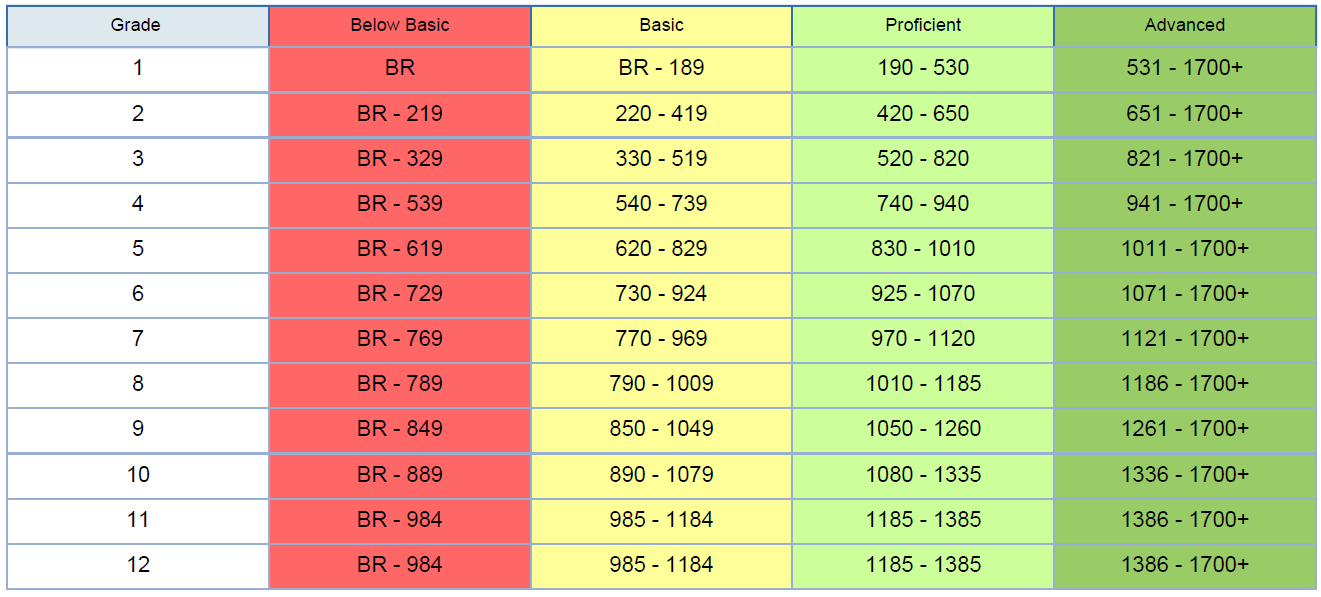 Grade Below Basic Basic Proficient Advanced
1 BR BR - 189 190 - 530 531 - 1700+
2 BR - 219 220 - 419 420 - 650 651 - 1700+
3 BR - 329 330 - 519 520 - 820 821 - 1700+
4 BR - 539 540 - 739 740 - 940 941 - 1700+
5 BR - 619 620 - 829 830 - 1010 1011 - 1700+
6 BR - 729 730 - 924 925 - 1070 1071 - 1700+
7 BR - 769 770 - 969 970 - 1120 1121 - 1700+
8 BR - 789 790 - 1009 1010 - 1185 1186 - 1700+
9 BR - 849 850 - 1049 1050 - 1260 1261 - 1700+
10 BR - 889 890 - 1079 1080 - 1335 1336 - 1700+
11 BR - 984 985 - 1184 1185 - 1385 1386 - 1700+
12 BR - 984 985 - 1184 1185 - 1385 1386 - 1700+